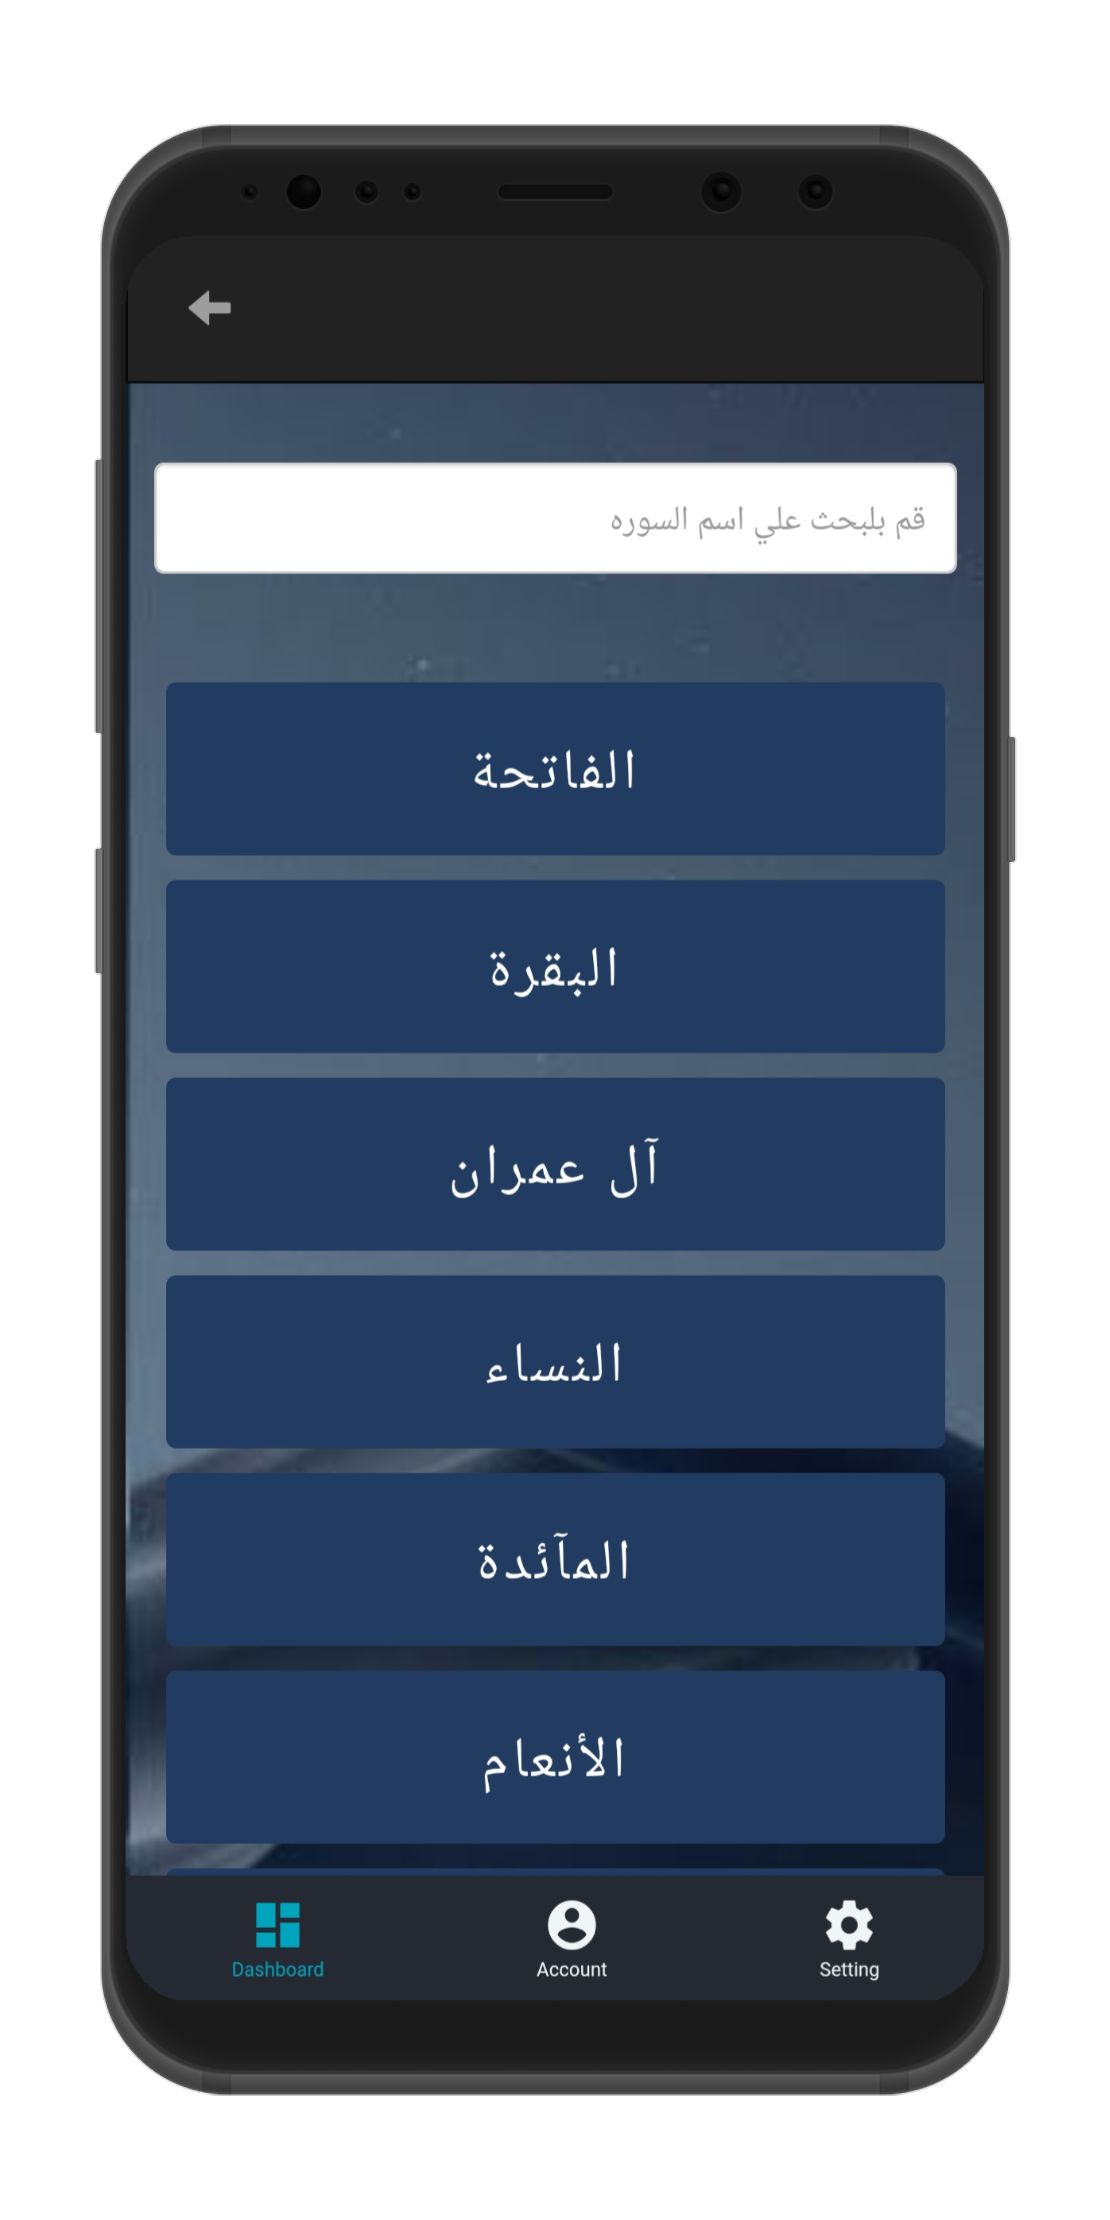 قم بلبحث علي اسم السوره
الفاتحة
البقرة
آل عمران
النساء
المآئدة
الأنعام
Dashboard
Account
Setting